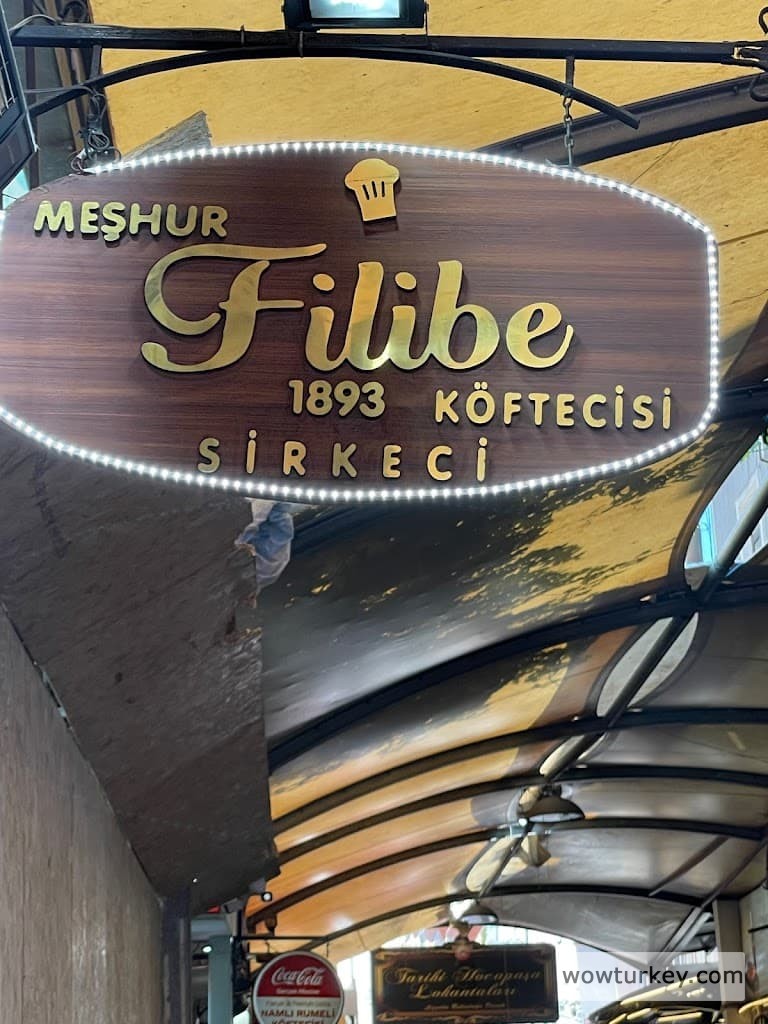 MEŞHUR
Filibe
1893 KÖFTECİSİ
SİRKECİ
Coca-Cola
NAMLI RUMELİ
KÖFTECİSİ
Tarihi Hocapaşa
Lokantaları
wowturkey.com